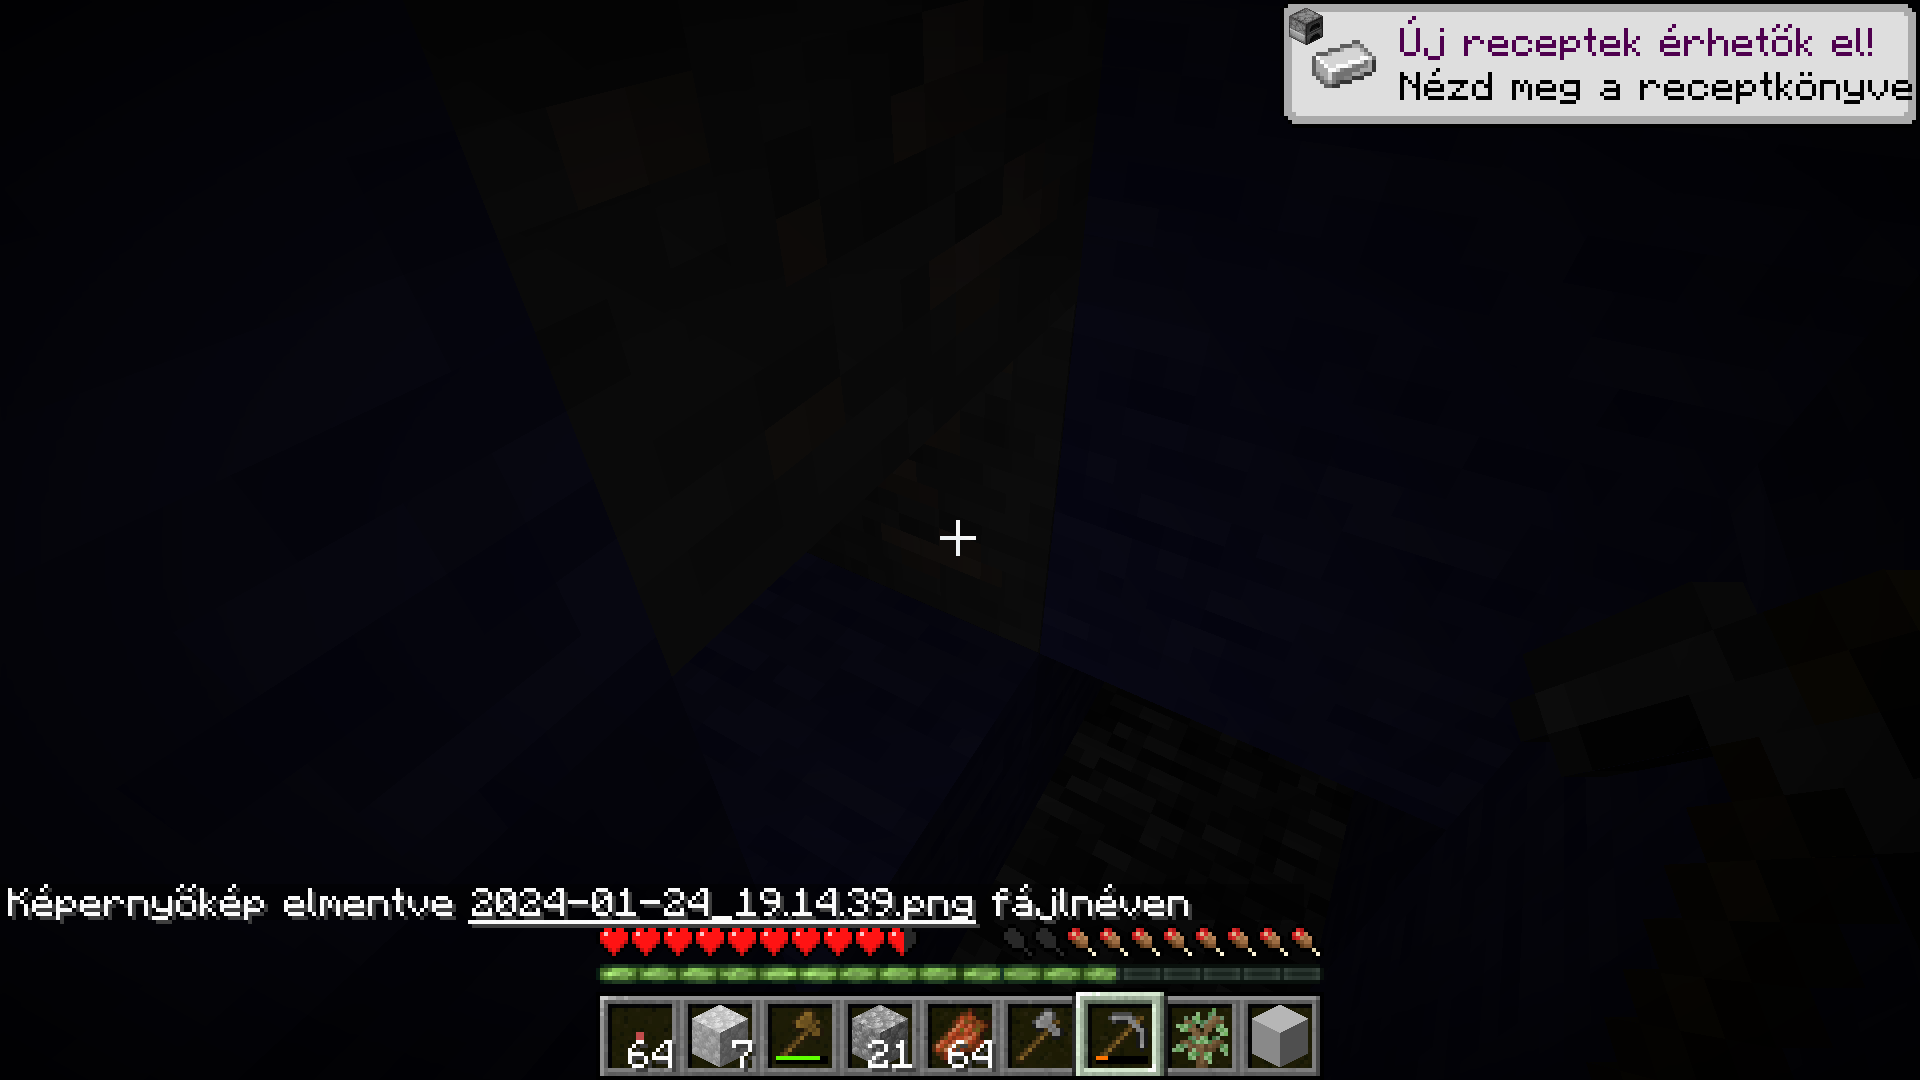 Új receptek érhetők el!
Nézd meg a receptkönyve
Képernyőkép elmentve 2024-01-24_19.14.39.png fájlnéven
64 7 21 64